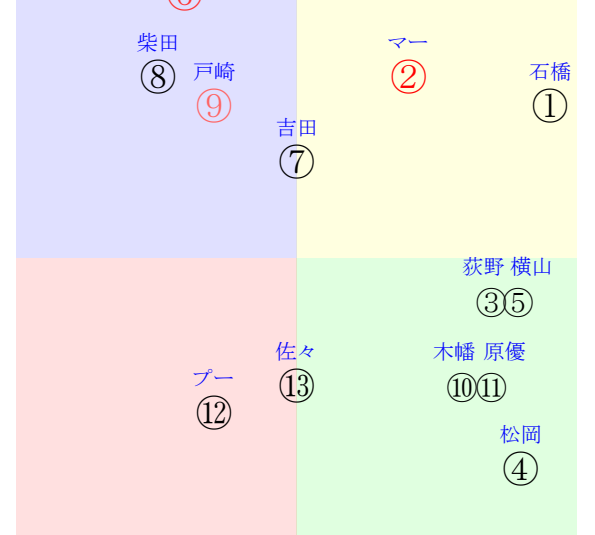 柴田 マー
⑧ 戸崎 ② 石橋
⑨ ①
吉田
⑦
荻野 横山
③⑤
佐々 木幡 原優
プー ⑬ ⑩⑪
⑫
松岡
④